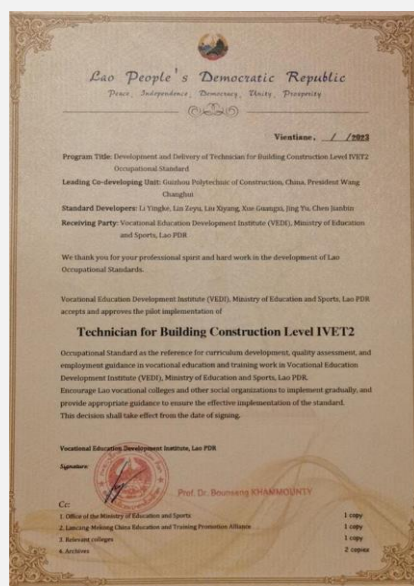 Lao People's Democratic Republic
Peace, Independence, Democracy, Unity, Prosperity
Vientiane, / /2023
Program Title: Development and Delivery of Technician for Building Construction Level IVET2
Occupational Standard
Leading Co-developing Unit: Guizhou Polytechnic of Construction, China, President Wang
Changhui
Standard Developers: Li Yingke, Lin Zeyu, Liu Xiyang, Xue Guangxi, Jing Yu, Chen Jianbin
Receiving Party: Vocational Education Development Institute (VEDI), Ministry of Education
and Sports, Lao PDR
We thank you for your professional spirit and hard work in the development of Lao
Occupational Standards.
Vocational Education Development Institute (VEDI), Ministry of Education and Sports, Lao PDR
accepts and approves the pilot implementation of
Technician for Building Construction Level IVET2
Occupational Standard as the reference for curriculum development, quality assessment, and
employment guidance in vocational education and training work in Vocational Education
Development Institute (VEDI), Ministry of Education and Sports, Lao PDR.
Encourage Lao vocational colleges and other social organizations to implement gradually, and
provide appropriate guidance to ensure the effective implementation of the standard.
This decision shall take effect from the date of signing.
Vocational Education Development Institute, Lao PDR
Signature:
Prof. Dr. Bounseng KHAMMOUNTY
Cc:
1. Office of the Ministry of Education and Sports 1 copy
2. Lancang-Mekong China Education and Training Promotion Alliance 1 copy
3. Relevant colleges 1 copy
4. Archives 2 copies